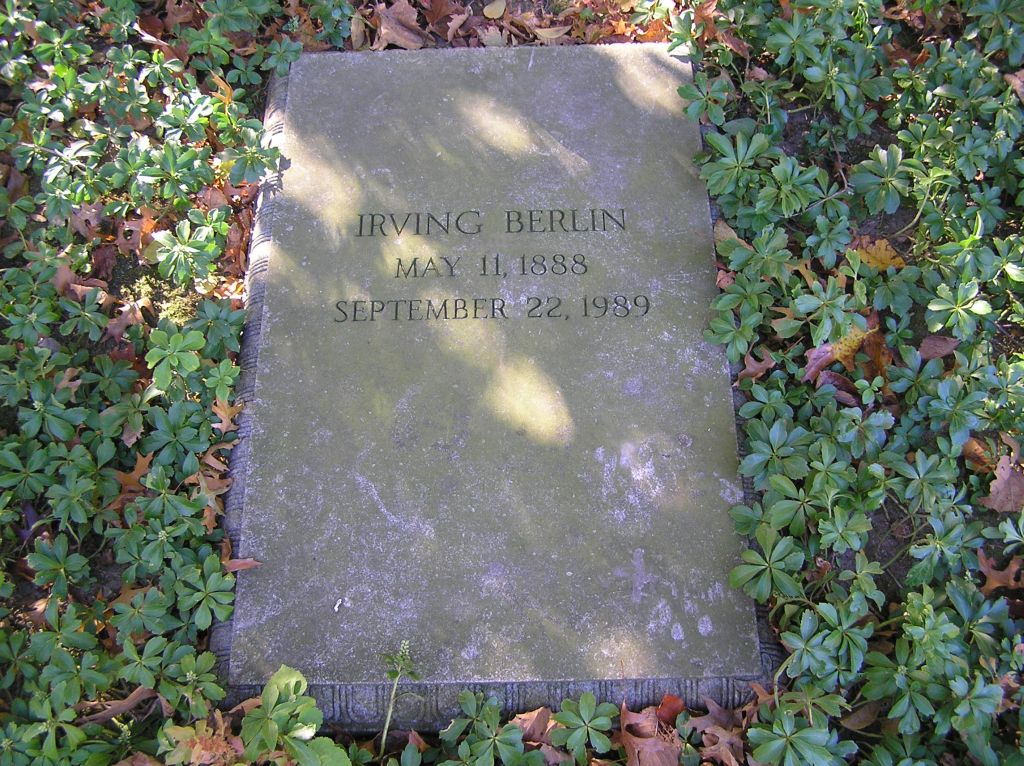 IRVING BERLIN
MAY 11, 1888
SEPTEMBER 22, 1989